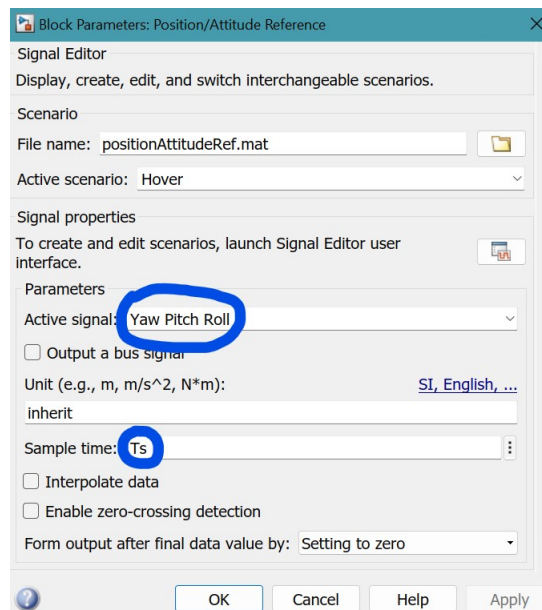 Block Parameters: Position/Attitude Reference
Signal Editor
Display, create, edit, and switch interchangeable scenarios.
Scenario
File name: positionAttitudeRef.mat
Active scenario: Hover
Signal properties
To create and edit scenarios, launch Signal Editor user
interface.
Parameters
Active signal: Yaw Pitch Roll
Output a bus signal
Unit (e.g., m, m/s^2, N*m): SI, English, ...
inherit
Sample time: Ts
Interpolate data
Enable zero-crossing detection
Form output after final data value by: Setting to zero
OK Cancel Help Apply